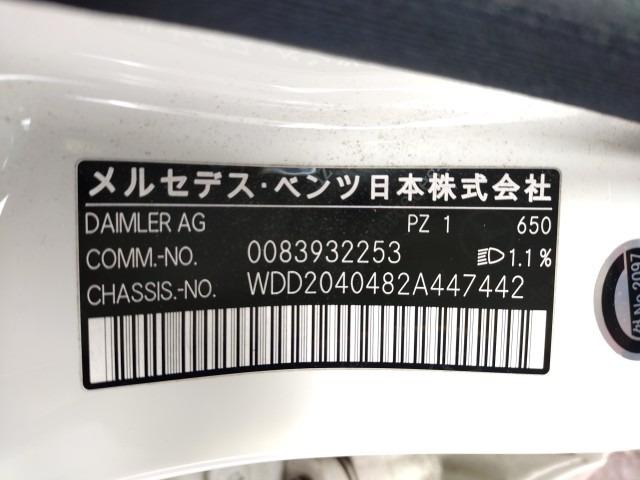 メルセデス・ベンツ日本株式会社
DAIMLER AG PZ 1 650
COMM.-NO. 0083932253 1.1%
CHASSIS.-NO. WDD2040482A447442